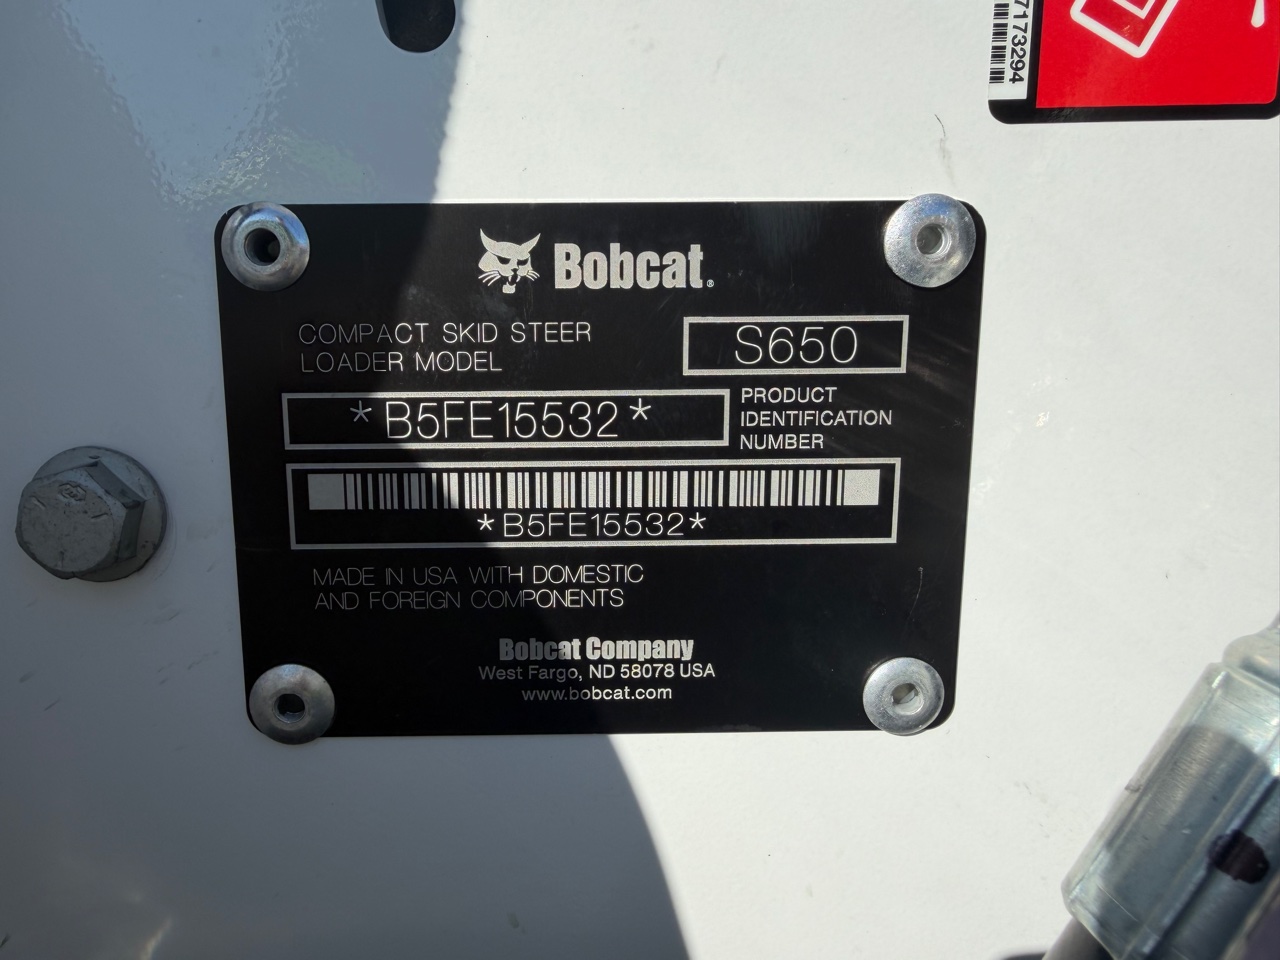 7173294
Bobcat®
COMPACT SKID STEER
LOADER MODEL
S650
*B5FE15532*
PRODUCT
IDENTIFICATION
NUMBER
*B5FE15532*
MADE IN USA WITH DOMESTIC
AND FOREIGN COMPONENTS
Bobcat Company
West Fargo, ND 58078 USA
www.bobcat.com